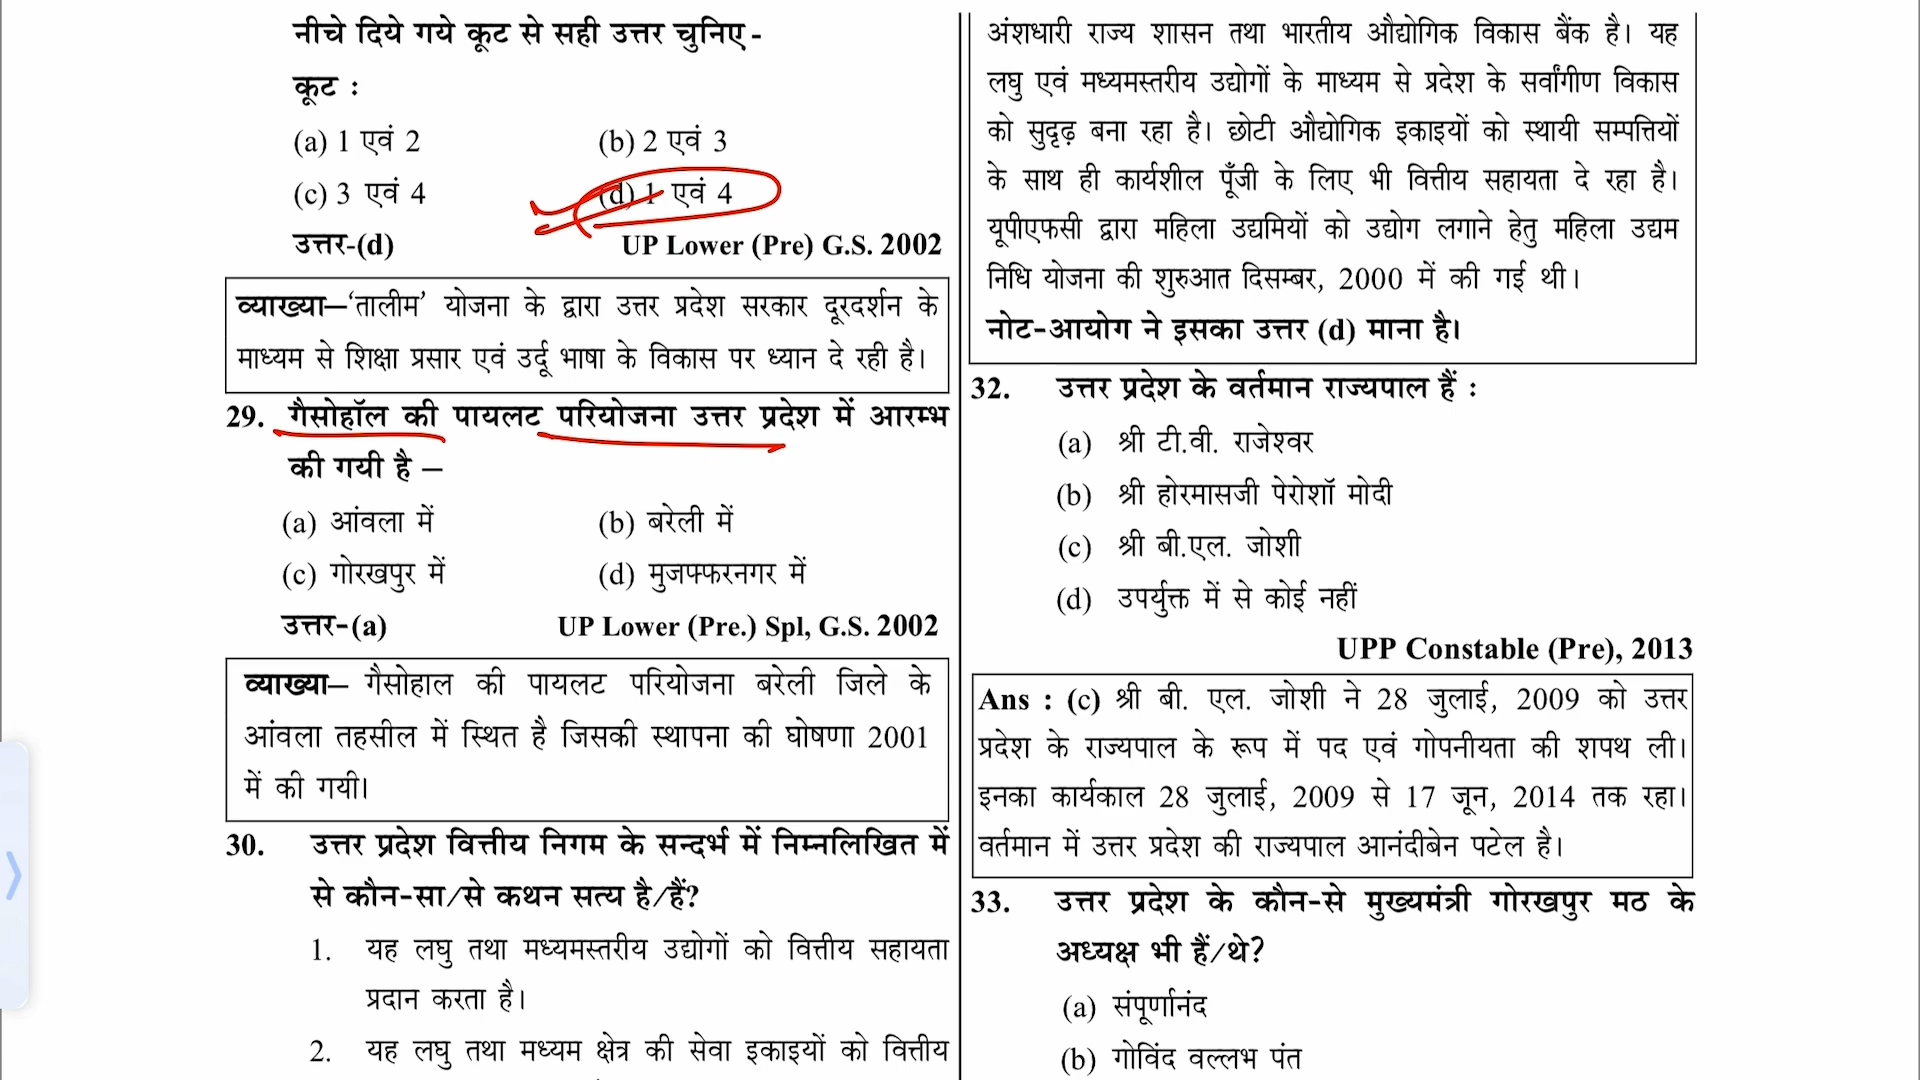 नीचे दिये गये कूट से सही उत्तर चुनिए -
कूट :
(a) 1 एवं 2 (b) 2 एवं 3
(c) 3 एवं 4 (d) 1 एवं 4
उत्तर-(d) UP Lower (Pre) G.S. 2002
व्याख्या–‘तालीम’ योजना के द्वारा उत्तर प्रदेश सरकार दूरदर्शन के
माध्यम से शिक्षा प्रसार एवं उर्दू भाषा के विकास पर ध्यान दे रही है।
29. गैसोहॉल की पायलट परियोजना उत्तर प्रदेश में आरम्भ
की गयी है –
(a) आंवला में (b) बरेली में
(c) गोरखपुर में (d) मुजफ्फरनगर में
उत्तर-(a) UP Lower (Pre.) Spl, G.S. 2002
व्याख्या– गैसोहाल की पायलट परियोजना बरेली जिले के
आंवला तहसील में स्थित है जिसकी स्थापना की घोषणा 2001
में की गयी।
30. उत्तर प्रदेश वित्तीय निगम के सन्दर्भ में निम्नलिखित में
से कौन-सा/से कथन सत्य है/हैं?
1. यह लघु तथा मध्यमस्तरीय उद्योगों को वित्तीय सहायता
प्रदान करता है।
2. यह लघु तथा मध्यम क्षेत्र की सेवा इकाइयों को वित्तीय
अंशधारी राज्य शासन तथा भारतीय औद्योगिक विकास बैंक है। यह
लघु एवं मध्यमस्तरीय उद्योगों के माध्यम से प्रदेश के सर्वांगीण विकास
को सुदृढ़ बना रहा है। छोटी औद्योगिक इकाइयों को स्थायी सम्पत्तियों
के साथ ही कार्यशील पूँजी के लिए भी वित्तीय सहायता दे रहा है।
यूपीएफसी द्वारा महिला उद्यमियों को उद्योग लगाने हेतु महिला उद्यम
निधि योजना की शुरुआत दिसम्बर, 2000 में की गई थी।
नोट-आयोग ने इसका उत्तर (d) माना है।
32. उत्तर प्रदेश के वर्तमान राज्यपाल हैं :
(a) श्री टी.वी. राजेश्वर
(b) श्री होरमासजी पेरोशॉ मोदी
(c) श्री बी.एल. जोशी
(d) उपर्युक्त में से कोई नहीं
UPP Constable (Pre), 2013
Ans : (c) श्री बी. एल. जोशी ने 28 जुलाई, 2009 को उत्तर
प्रदेश के राज्यपाल के रूप में पद एवं गोपनीयता की शपथ ली।
इनका कार्यकाल 28 जुलाई, 2009 से 17 जून, 2014 तक रहा।
वर्तमान में उत्तर प्रदेश की राज्यपाल आनंदीबेन पटेल है।
33. उत्तर प्रदेश के कौन-से मुख्यमंत्री गोरखपुर मठ के
अध्यक्ष भी हैं/थे?
(a) संपूर्णानंद
(b) गोविंद वल्लभ पंत